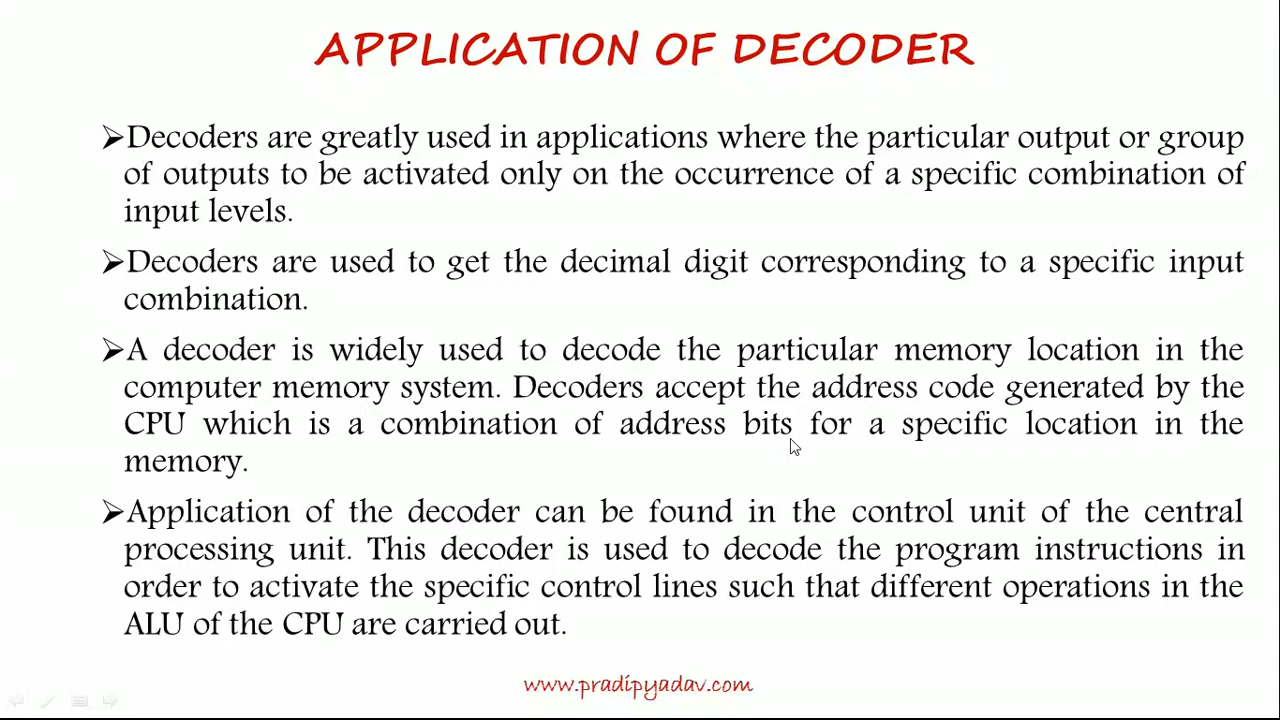 APPLICATION OF DECODER
➢Decoders are greatly used in applications where the particular output or group
of outputs to be activated only on the occurrence of a specific combination of
input levels.
➢Decoders are used to get the decimal digit corresponding to a specific input
combination.
➢A decoder is widely used to decode the particular memory location in the
computer memory system. Decoders accept the address code generated by the
CPU which is a combination of address bits for a specific location in the
memory.
➢Application of the decoder can be found in the control unit of the central
processing unit. This decoder is used to decode the program instructions in
order to activate the specific control lines such that different operations in the
ALU of the CPU are carried out.
www.pradipyadav.com